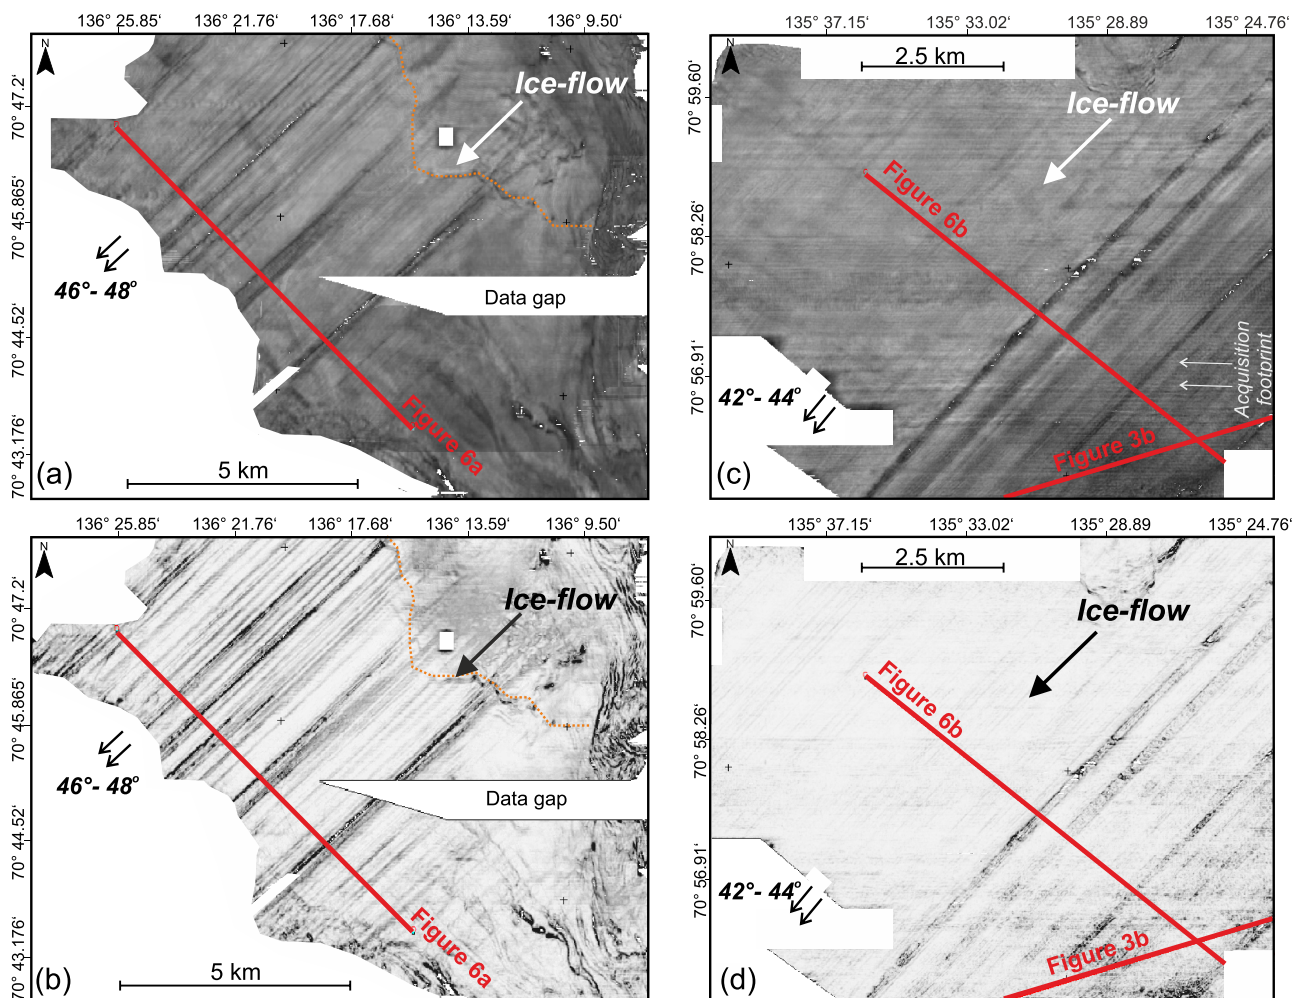 136° 25.85‘ 136° 21.76‘ 136° 17.68‘ 136° 13.59‘ 136° 9.50‘
N
70° 47.2‘
70° 45.865‘
70° 44.52‘
70° 43.176‘
Ice-flow
46°- 48°
Data gap
Figure 6a
5 km
(a)
135° 37.15‘ 135° 33.02‘ 135° 28.89‘ 135° 24.76‘
N
2.5 km
70° 59.60‘
70° 58.26‘
70° 56.91‘
Ice-flow
Figure 6b
Acquisition
footprint
42°- 44°
Figure 3b
(c)
136° 25.85‘ 136° 21.76‘ 136° 17.68‘ 136° 13.59‘ 136° 9.50‘
N
70° 47.2‘
70° 45.865‘
70° 44.52‘
70° 43.176‘
Ice-flow
46°- 48°
Data gap
Figure 6a
5 km
(b)
135° 37.15‘ 135° 33.02‘ 135° 28.89‘ 135° 24.76‘
N
2.5 km
70° 59.60‘
70° 58.26‘
70° 56.91‘
Ice-flow
Figure 6b
42°- 44°
Figure 3b
(d)